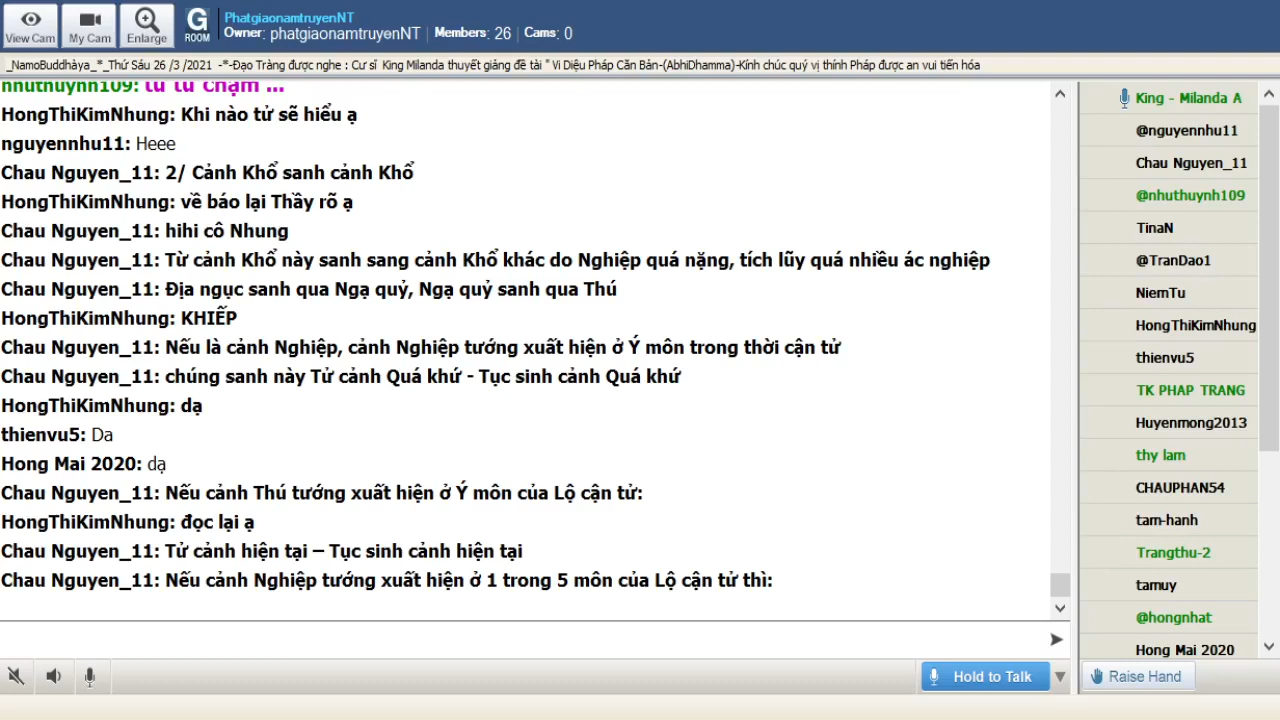 View Cam
My Cam
Enlarge
G
ROOM
PhatgiaonamtruyenNT
Owner: phatgiaonamtruyenNT | Members: 26 | Cams: 0
_NamoBuddhàya_*_Thứ Sáu 26 /3 /2021 -*-Đạo Tràng được nghe : Cư sĩ King Milanda thuyết giảng đề tài " Vi Diệu Pháp Căn Bản-(AbhiDhamma)-Kính chúc quý vị thính Pháp được an vui tiến hóa
nhuthuynh109: từ từ chậm ...
HongThiKimNhung: Khi nào tử sẽ hiểu ạ
nguyennhu11: Heee
Chau Nguyen_11: 2/ Cảnh Khổ sanh cảnh Khổ
HongThiKimNhung: về báo lại Thầy rõ ạ
Chau Nguyen_11: hihi cô Nhung
Chau Nguyen_11: Từ cảnh Khổ này sanh sang cảnh Khổ khác do Nghiệp quá nặng, tích lũy quá nhiều ác nghiệp
Chau Nguyen_11: Địa ngục sanh qua Ngạ quỷ, Ngạ quỷ sanh qua Thú
HongThiKimNhung: KHIẾP
Chau Nguyen_11: Nếu là cảnh Nghiệp, cảnh Nghiệp tướng xuất hiện ở Ý môn trong thời cận tử
Chau Nguyen_11: chúng sanh này Tử cảnh Quá khứ - Tục sinh cảnh Quá khứ
HongThiKimNhung: dạ
thienvu5: Da
Hong Mai 2020: dạ
Chau Nguyen_11: Nếu cảnh Thú tướng xuất hiện ở Ý môn của Lộ cận tử:
HongThiKimNhung: đọc lại ạ
Chau Nguyen_11: Tử cảnh hiện tại – Tục sinh cảnh hiện tại
Chau Nguyen_11: Nếu cảnh Nghiệp tướng xuất hiện ở 1 trong 5 môn của Lộ cận tử thì:
King - Milanda A
@nguyennhu11
Chau Nguyen_11
@nhuthuynh109
TinaN
@TranDao1
NiemTu
HongThiKimNhung
thienvu5
TK PHAP TRANG
Huyenmong2013
thy lam
CHAUPHAN54
tam-hanh
Trangthu-2
tamuy
@hongnhat
Hong Mai 2020
Hold to Talk
Raise Hand